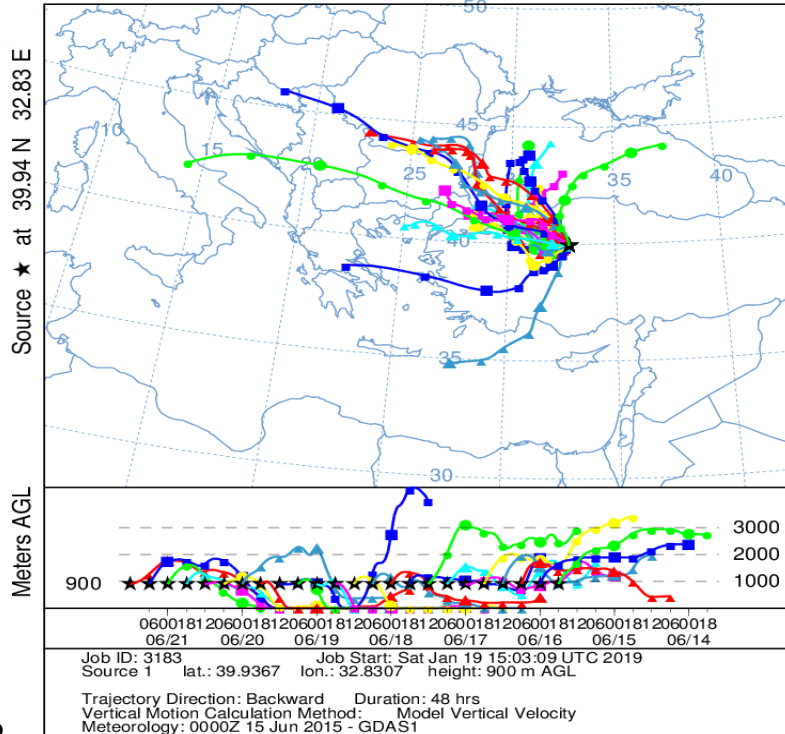 50
45
10
15
20
25
35
40
40
35
30
Source ★ at 39.94 N 32.83 E
Meters AGL
3000
2000
1000
900
06/21 06/20 06/19 06/18 06/17 06/16 06/15 06/14
Job ID: 3183 Job Start: Sat Jan 19 15:03:09 UTC 2019
Source 1 lat.: 39.9367 lon.: 32.8307 height: 900 m AGL
Trajectory Direction: Backward Duration: 48 hrs
Vertical Motion Calculation Method: Model Vertical Velocity
Meteorology: 0000Z 15 Jun 2015 - GDAS1